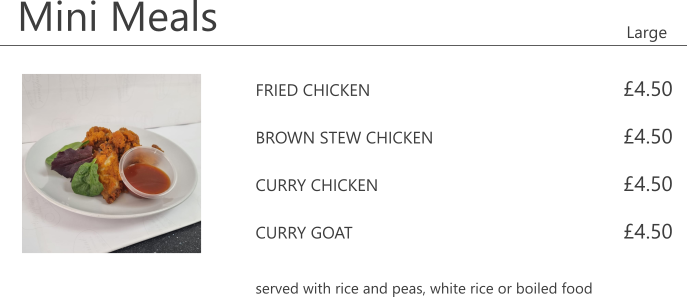 Mini Meals
Large
FRIED CHICKEN £4.50
BROWN STEW CHICKEN £4.50
CURRY CHICKEN £4.50
CURRY GOAT £4.50
served with rice and peas, white rice or boiled food